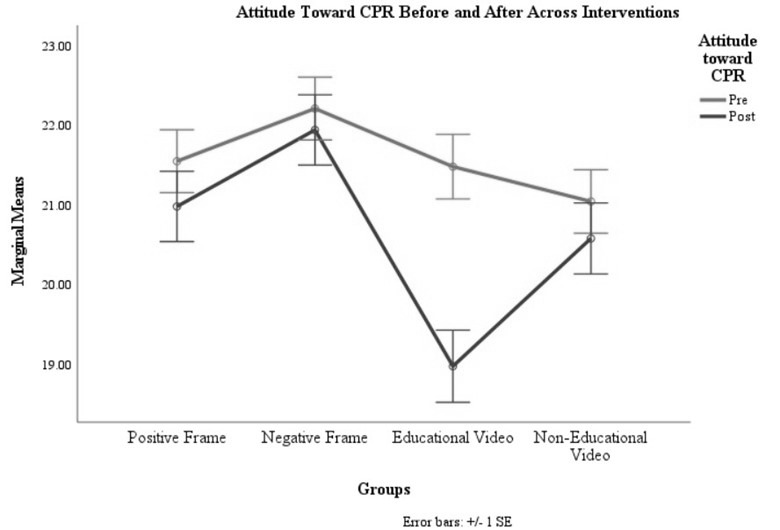 Attitude Toward CPR Before and After Across Interventions
23.00
22.00
21.00
20.00
19.00
Marginal Means
Positive Frame
Negative Frame
Educational Video
Non-Educational
Video
Groups
Attitude
toward
CPR
Pre
Post
Error bars: +/- 1 SE